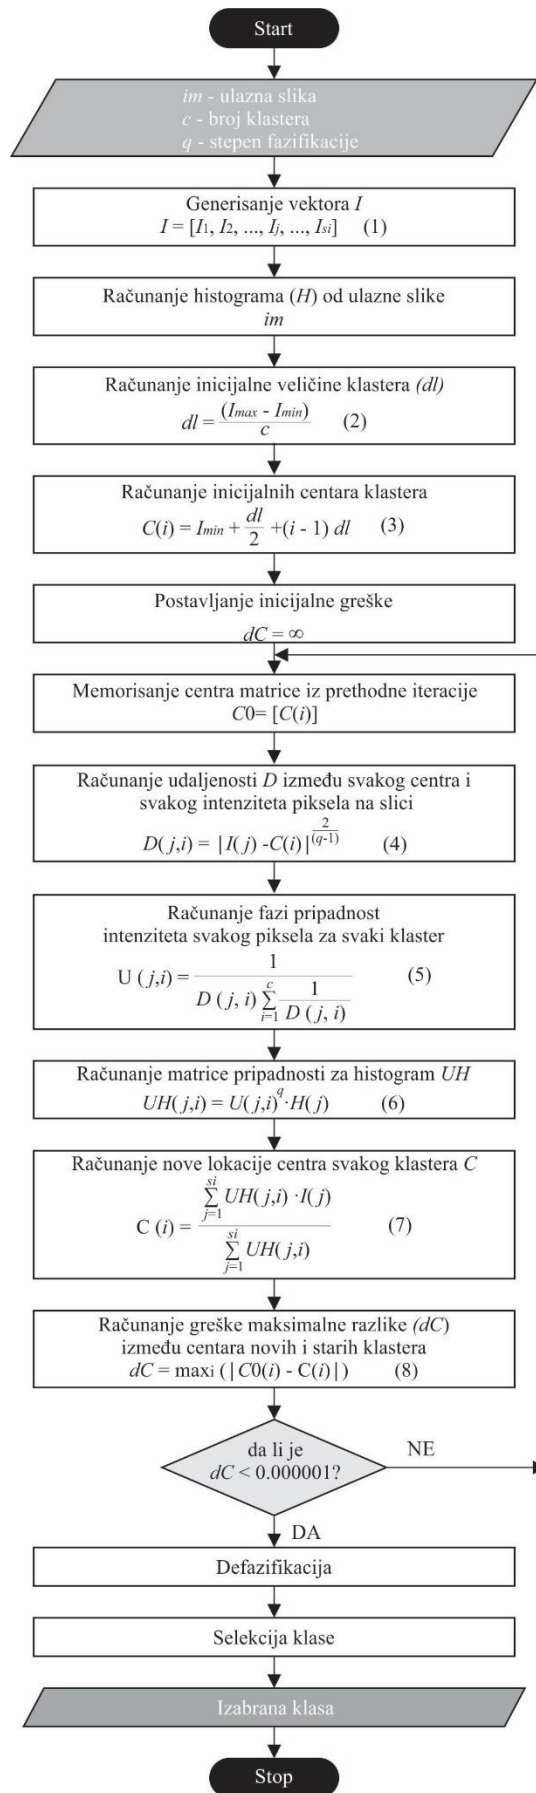 Start
im - ulazna slika
c - broj klastera
q - stepen fazifikacije
Generisanje vektora I
I = [I1, I2, ..., Ij, ..., Isi] (1)
Računanje histograma (H) od ulazne slike
im
Računanje inicijalne veličine klastera (dl)
dl = (Imax - Imin) / c (2)
Računanje inicijalnih centara klastera
C(i) = Imin + dl/2 +(i - 1) dl (3)
Postavljanje inicijalne greške
dC = ∞
Memorisanje centra matrice iz prethodne iteracije
C0= [C(i)]
Računanje udaljenosti D između svakog centra i
svakog intenziteta piksela na slici
D( j,i) = |I( j) -C(i)|^(2/(q-1)) (4)
Računanje fazi pripadnost
intenziteta svakog piksela za svaki klaster
U ( j,i) = 1 / (D ( j, i) ∑_{i=1}^{c} 1 / D ( j, i)) (5)
Računanje matrice pripadnosti za histogram UH
UH( j,i) = U( j,i)^q · H( j) (6)
Računanje nove lokacije centra svakog klastera C
C (i) = ∑_{j=1}^{si} UH( j,i) · I( j) / ∑_{j=1}^{si} UH( j,i) (7)
Računanje greške maksimalne razlike (dC)
između centara novih i starih klastera
dC = maxi ( |C0(i) - C(i)| ) (8)
da li je
dC < 0.000001?
NE
DA
Defazifikacija
Selekcija klase
Izabrana klasa
Stop